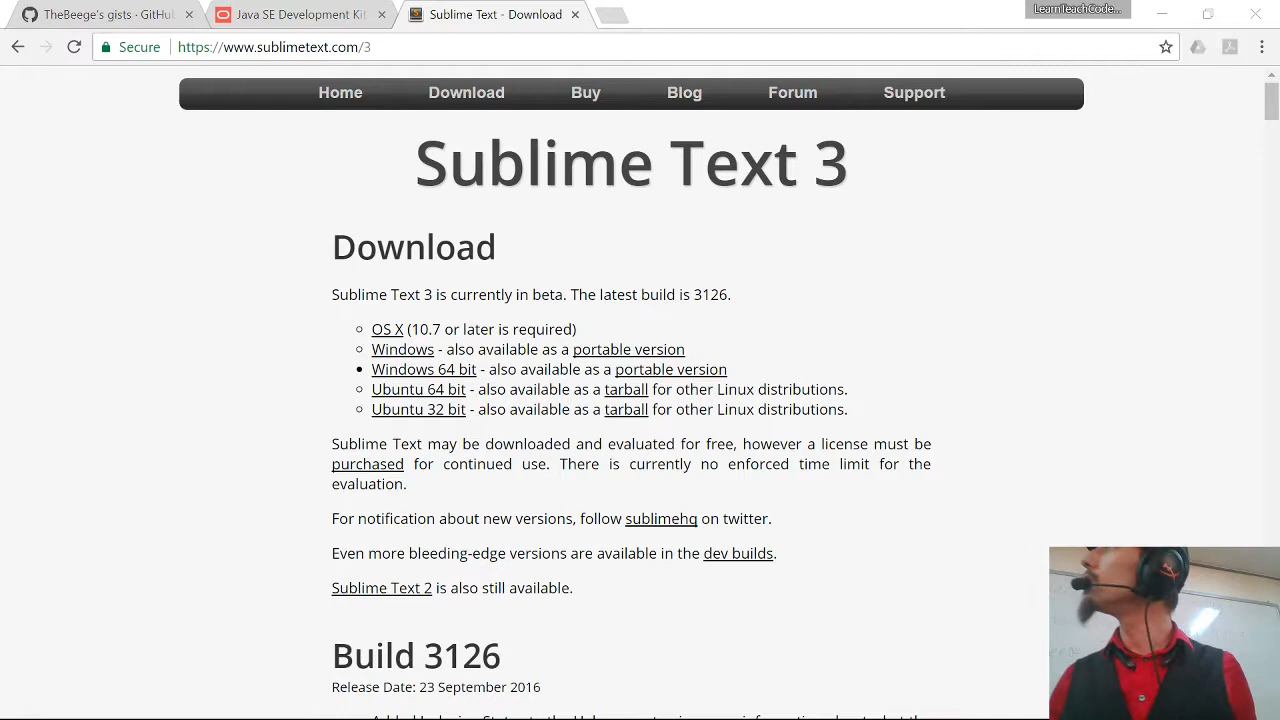 TheBeege's gists · GitHub
Java SE Development Kit
Sublime Text - Download
LearnTeachCode...
Secure
https://www.sublimetext.com/3
Home Download Buy Blog Forum Support
Sublime Text 3
Download
Sublime Text 3 is currently in beta. The latest build is 3126.
OS X (10.7 or later is required)
Windows - also available as a portable version
Windows 64 bit - also available as a portable version
Ubuntu 64 bit - also available as a tarball for other Linux distributions.
Ubuntu 32 bit - also available as a tarball for other Linux distributions.
Sublime Text may be downloaded and evaluated for free, however a license must be
purchased for continued use. There is currently no enforced time limit for the
evaluation.
For notification about new versions, follow sublimehq on twitter.
Even more bleeding-edge versions are available in the dev builds.
Sublime Text 2 is also still available.
Build 3126
Release Date: 23 September 2016